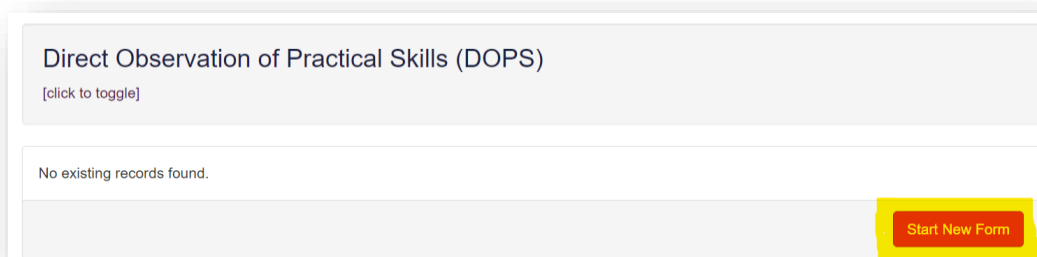 Direct Observation of Practical Skills (DOPS)
[click to toggle]
No existing records found.
Start New Form